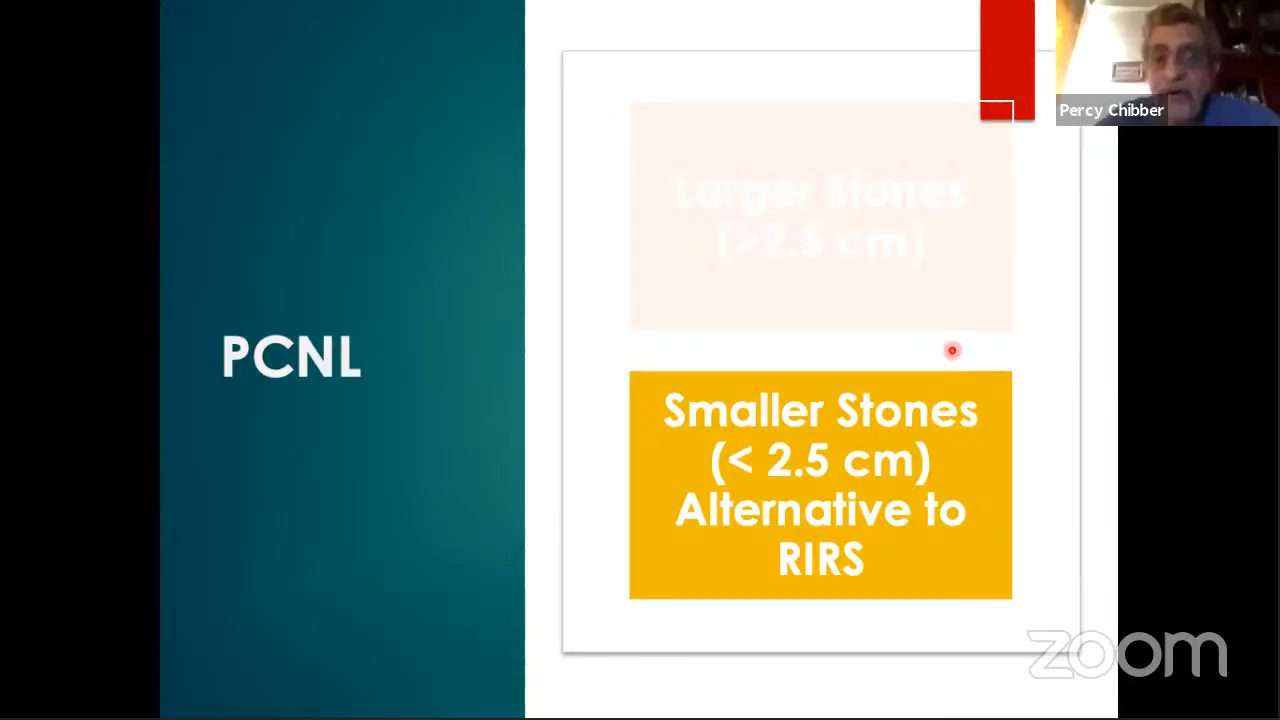 Percy Chibber
Larger Stones
(>2.5 cm)
PCNL
Smaller Stones
(< 2.5 cm)
Alternative to
RIRS
zoom